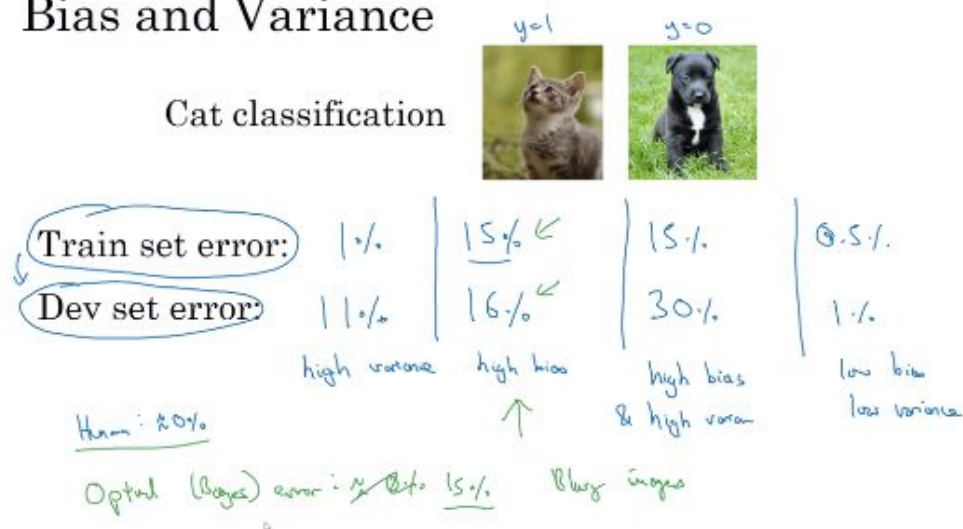 Bias and Variance
y=1 y=0
Cat classification
Train set error: 1% 15% 15% 0.5%
Dev set error: 11% 16% 30% 1%
high variance high bias high bias low bias
& high varian low variance
Human: ≈0%
Optimal (Bayes) error: ≈ 0% 15% Blurry images